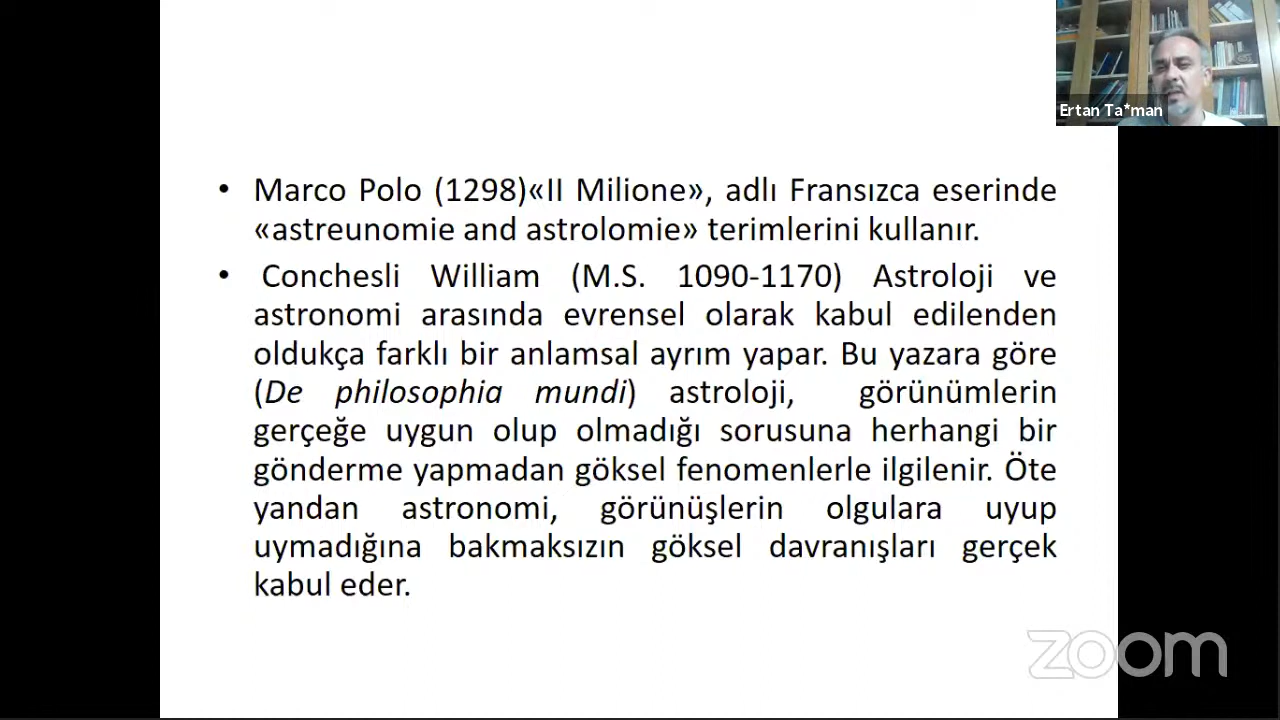 Ertan Ta*man
• Marco Polo (1298)«II Milione», adlı Fransızca eserinde
«astreunomie and astrolomie» terimlerini kullanır.
• Conchesli William (M.S. 1090-1170) Astroloji ve
astronomi arasında evrensel olarak kabul edilenden
oldukça farklı bir anlamsal ayrım yapar. Bu yazara göre
(De philosophia mundi) astroloji, görünümlerin
gerçeğe uygun olup olmadığı sorusuna herhangi bir
gönderme yapmadan göksel fenomenlerle ilgilenir. Öte
yandan astronomi, görünüşlerin olgulara uyup
uymadığına bakmaksızın göksel davranışları gerçek
kabul eder.
zoom